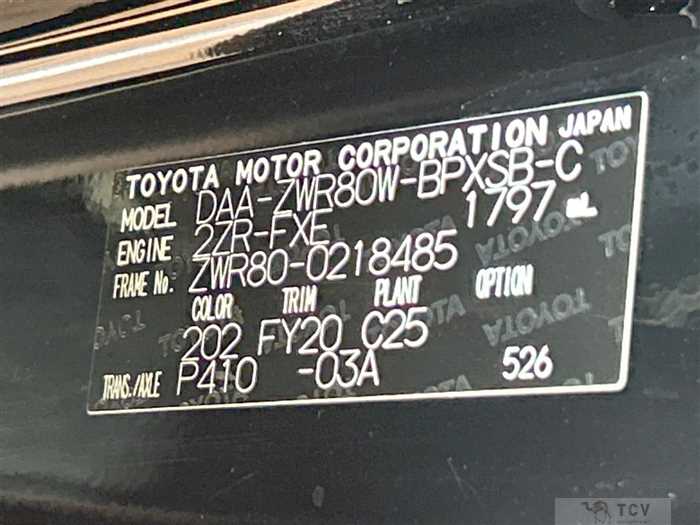 TOYOTA MOTOR CORPORATION JAPAN
MODEL DAA-ZWR80W-BPXSB-C
ENGINE 2ZR-FXE 1797 mL
FRAME No. ZWR80-0218485
COLOR TRIM PLANT OPTION
202 FY20 C25
TRANS./AXLE P410 -03A 526
TCV